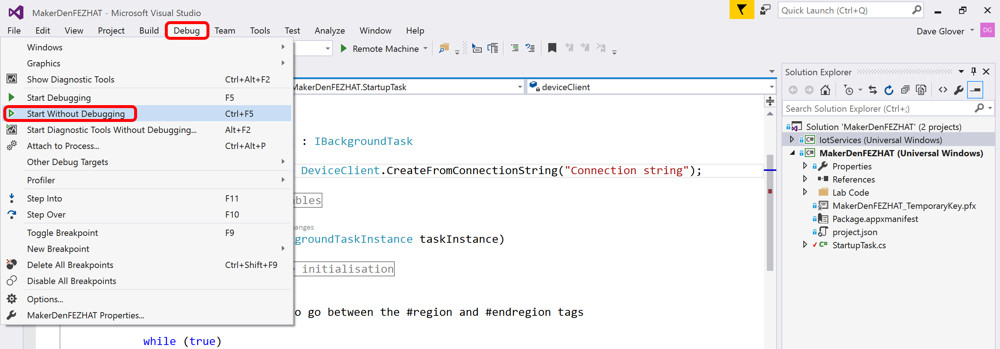 MakerDenFEZHAT - Microsoft Visual Studio
Quick Launch (Ctrl+Q)
File Edit View Project Build Debug Team Tools Test Analyze Window Help
Dave Glover DG
Remote Machine
Windows
Graphics
Show Diagnostic Tools Ctrl+Alt+F2
Start Debugging F5
Start Without Debugging Ctrl+F5
Start Diagnostic Tools Without Debugging... Alt+F2
Attach to Process... Ctrl+Alt+P
Other Debug Targets
Profiler
Step Into F11
Step Over F10
Toggle Breakpoint F9
New Breakpoint
Delete All Breakpoints Ctrl+Shift+F9
Disable All Breakpoints
Options...
MakerDenFEZHAT Properties...
MakerDenFEZHAT.StartupTask
deviceClient
: IBackgroundTask
DeviceClient.CreateFromConnectionString("Connection string");
ables
anges
groundTaskInstance taskInstance)
e initialisation
o go between the #region and #endregion tags
while (true)
Solution Explorer
Search Solution Explorer (Ctrl+;)
Solution 'MakerDenFEZHAT' (2 projects)
C# IotServices (Universal Windows)
C# MakerDenFEZHAT (Universal Windows)
Properties
References
Lab Code
MakerDenFEZHAT_TemporaryKey.pfx
Package.appxmanifest
project.json
C# StartupTask.cs